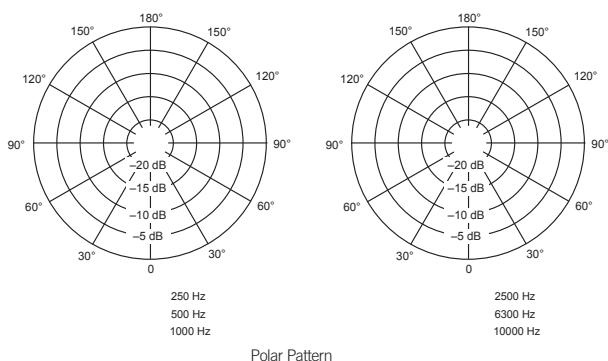 180°
150° 150°
120° 120°
90° 90°
–20 dB
–15 dB
60° 60°
–10 dB
–5 dB
30° 30°
0
250 Hz
500 Hz
1000 Hz
180°
150° 150°
120° 120°
90° 90°
–20 dB
–15 dB
60° 60°
–10 dB
–5 dB
30° 30°
0
2500 Hz
6300 Hz
10000 Hz
Polar Pattern